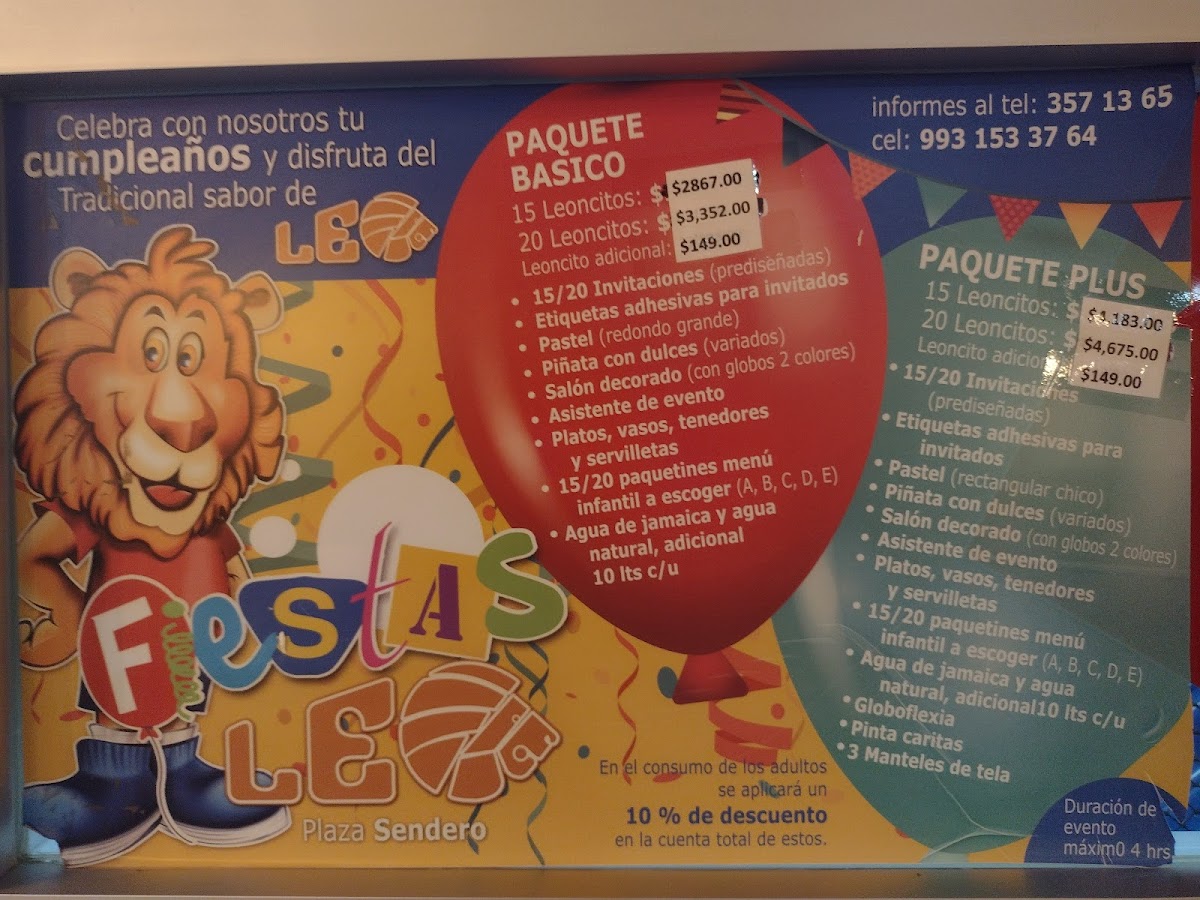 Celebra con nosotros tu
cumpleaños y disfruta del
Tradicional sabor de
LEO
informes al tel: 357 13 65
cel: 993 153 37 64
PAQUETE
BASICO
15 Leoncitos: $ $2867.00
20 Leoncitos: $ $3,352.00
Leoncito adicional: $149.00
• 15/20 Invitaciones (prediseñadas)
• Etiquetas adhesivas para invitados
• Pastel (redondo grande)
• Piñata con dulces (variados)
• Salón decorado (con globos 2 colores)
• Asistente de evento
• Platos, vasos, tenedores
y servilletas
• 15/20 paquetines menú
infantil a escoger (A, B, C, D, E)
• Agua de jamaica y agua
natural, adicional
10 lts c/u
PAQUETE PLUS
15 Leoncitos: $ $4,183.00
20 Leoncitos: $ $4,675.00
Leoncito adicio $149.00
• 15/20 Invitaciones
(prediseñadas)
• Etiquetas adhesivas para
invitados
• Pastel (rectangular chico)
• Piñata con dulces (variados)
• Salón decorado (con globos 2 colores)
• Asistente de evento
• Platos, vasos, tenedores
y servilletas
• 15/20 paquetines menú
infantil a escoger (A, B, C, D, E)
• Agua de jamaica y agua
natural, adicional10 lts c/u
• Globoflexia
• Pinta caritas
• 3 Manteles de tela
FiestAS
LEO
Plaza Sendero
En el consumo de los adultos
se aplicará un
10 % de descuento
en la cuenta total de estos.
Duración de
evento
máxim0 4 hrs